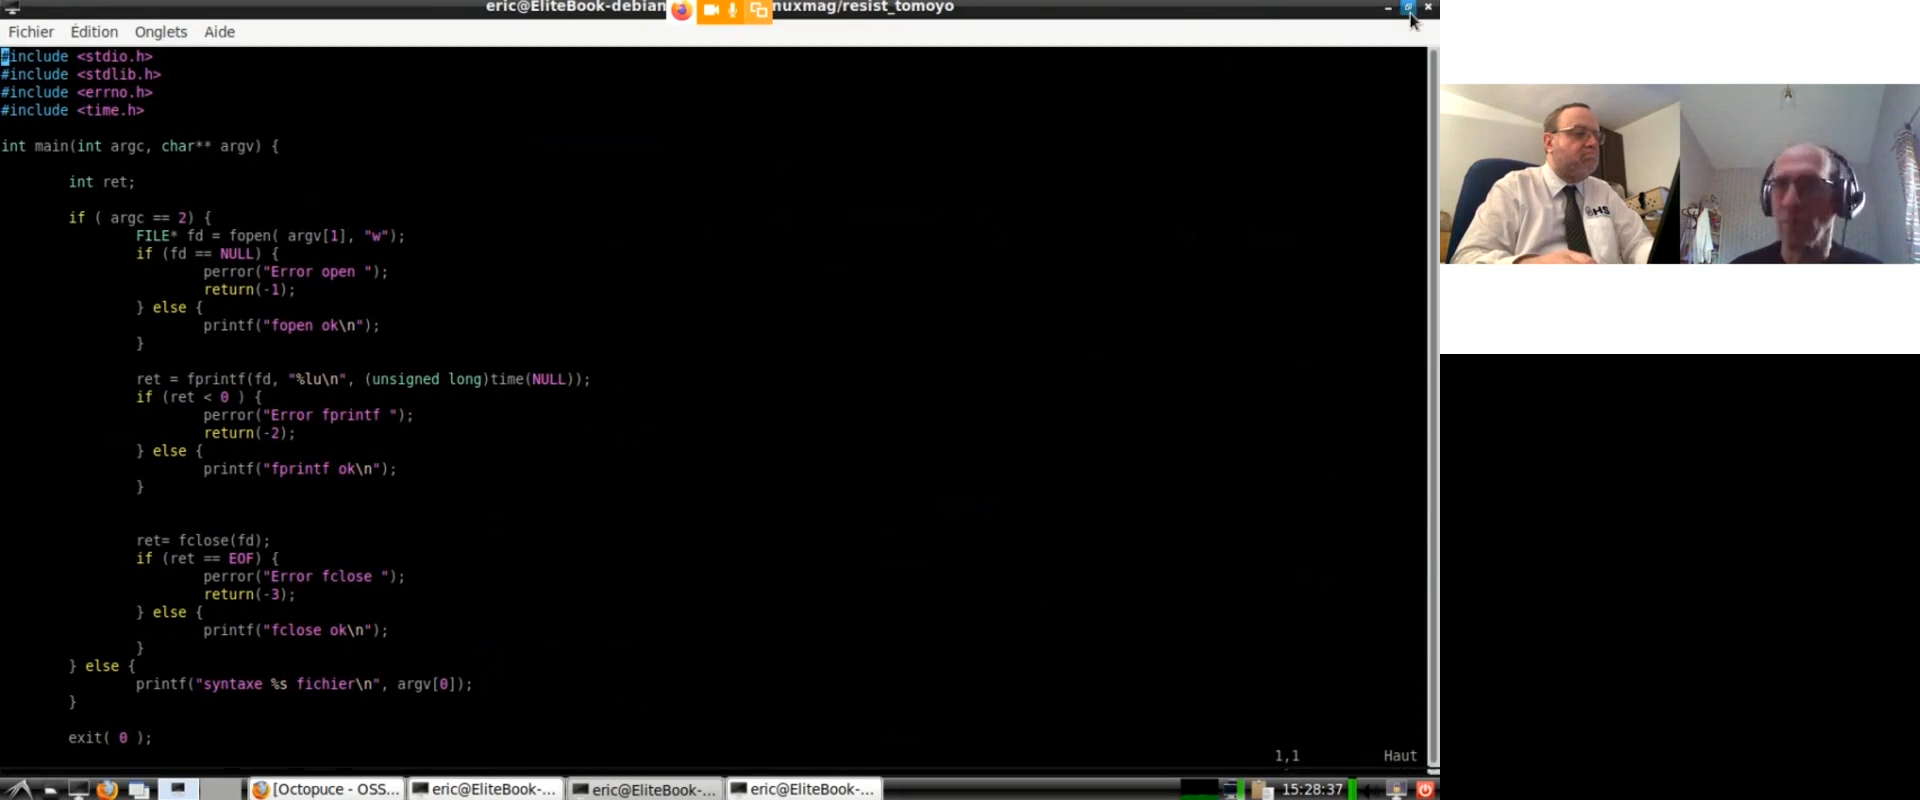 eric@EliteBook-debian
nuxmag/resist_tomoyo
Fichier Édition Onglets Aide
#include <stdio.h>
#include <stdlib.h>
#include <errno.h>
#include <time.h>
int main(int argc, char** argv) {
int ret;
if ( argc == 2) {
FILE* fd = fopen( argv[1], "w");
if (fd == NULL) {
perror("Error open ");
return(-1);
} else {
printf("fopen ok\n");
}
ret = fprintf(fd, "%lu\n", (unsigned long)time(NULL));
if (ret < 0 ) {
perror("Error fprintf ");
return(-2);
} else {
printf("fprintf ok\n");
}
ret= fclose(fd);
if (ret == EOF) {
perror("Error fclose ");
return(-3);
} else {
printf("fclose ok\n");
}
} else {
printf("syntaxe %s fichier\n", argv[0]);
}
exit( 0 );
1,1 Haut
[Octopuce - OSS... eric@EliteBook-... eric@EliteBook-... eric@EliteBook-... 15:28:37
HS